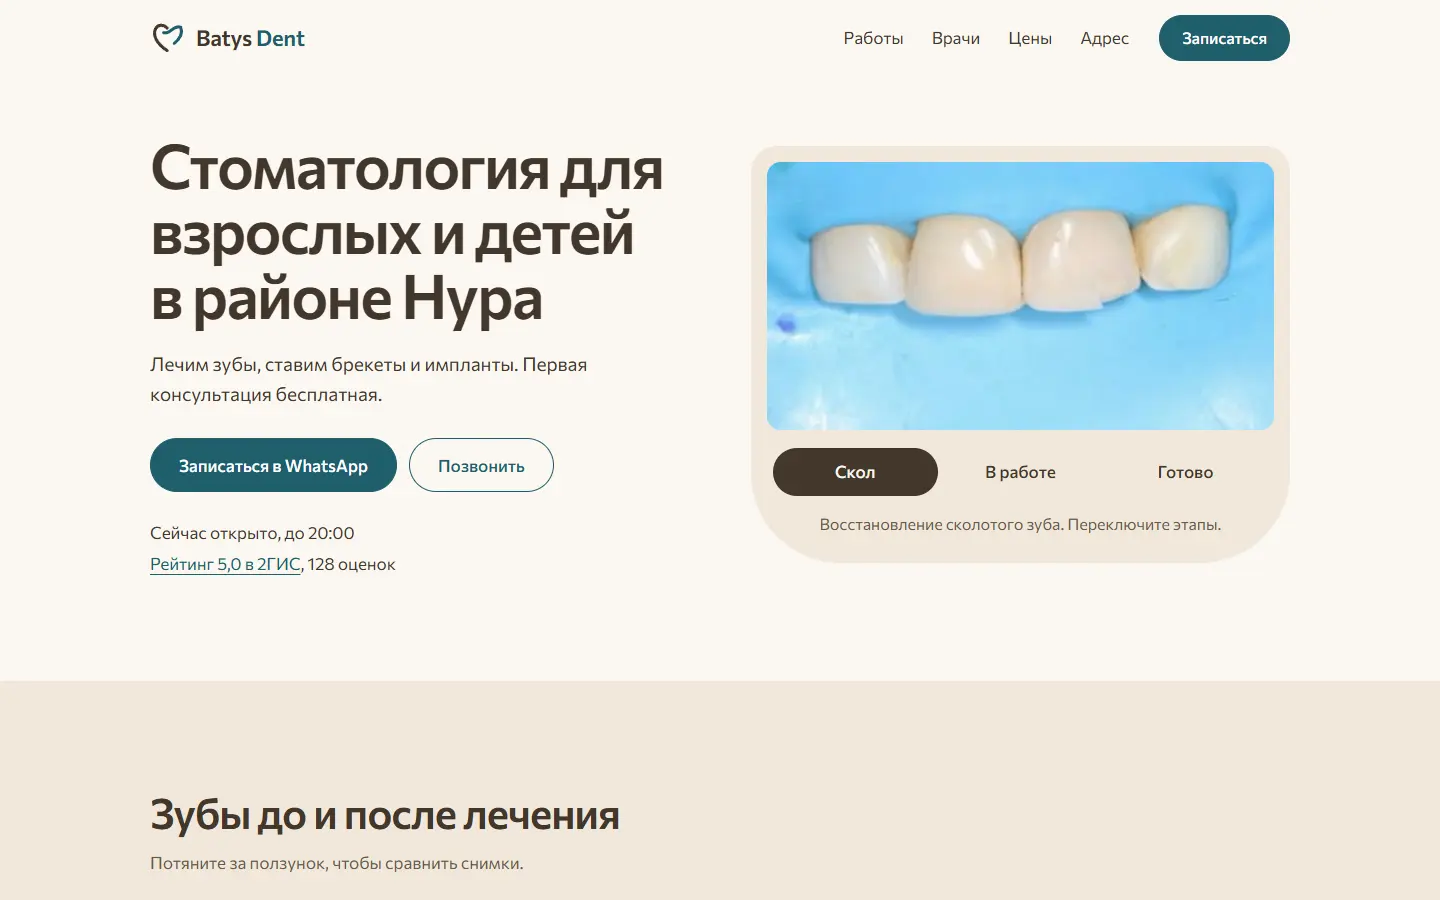 Batys Dent
Работы
Врачи
Цены
Адрес
Записаться
Стоматология для
взрослых и детей
в районе Нура
Лечим зубы, ставим брекеты и импланты. Первая
консультация бесплатная.
Записаться в WhatsApp
Позвонить
Сейчас открыто, до 20:00
Рейтинг 5,0 в 2ГИС, 128 оценок
Скол
В работе
Готово
Восстановление сколотого зуба. Переключите этапы.
Зубы до и после лечения
Потяните за ползунок, чтобы сравнить снимки.